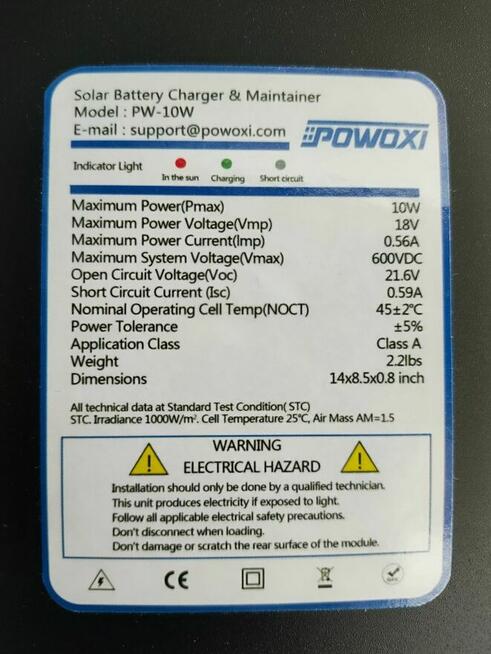 Solar Battery Charger & Maintainer
Model : PW-10W
E-mail : support@powoxi.com
POWOXI
Indicator Light
In the sun Charging Short circuit
Maximum Power(Pmax) 10W
Maximum Power Voltage(Vmp) 18V
Maximum Power Current(Imp) 0.56A
Maximum System Voltage(Vmax) 600VDC
Open Circuit Voltage(Voc) 21.6V
Short Circuit Current (Isc) 0.59A
Nominal Operating Cell Temp(NOCT) 45±2℃
Power Tolerance ±5%
Application Class Class A
Weight 2.2lbs
Dimensions 14x8.5x0.8 inch
All technical data at Standard Test Condition( STC)
STC. Irradiance 1000W/m². Cell Temperature 25℃, Air Mass AM=1.5
WARNING
ELECTRICAL HAZARD
Installation should only be done by a qualified technician.
This unit produces electricity if exposed to light.
Follow all applicable electrical safety precautions.
Don't disconnect when loading.
Don't damage or scratch the rear surface of the module.
CE